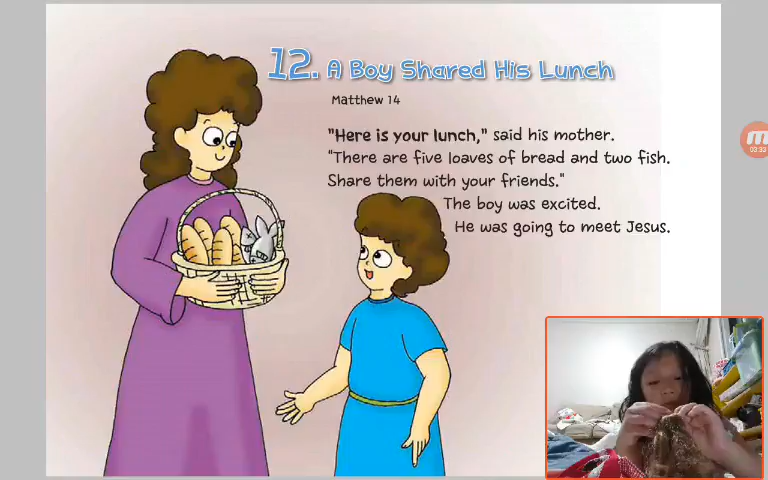 12. A Boy Shared His Lunch
Matthew 14
"Here is your lunch," said his mother.
"There are five loaves of bread and two fish.
Share them with your friends."
The boy was excited.
He was going to meet Jesus.
M
03:33